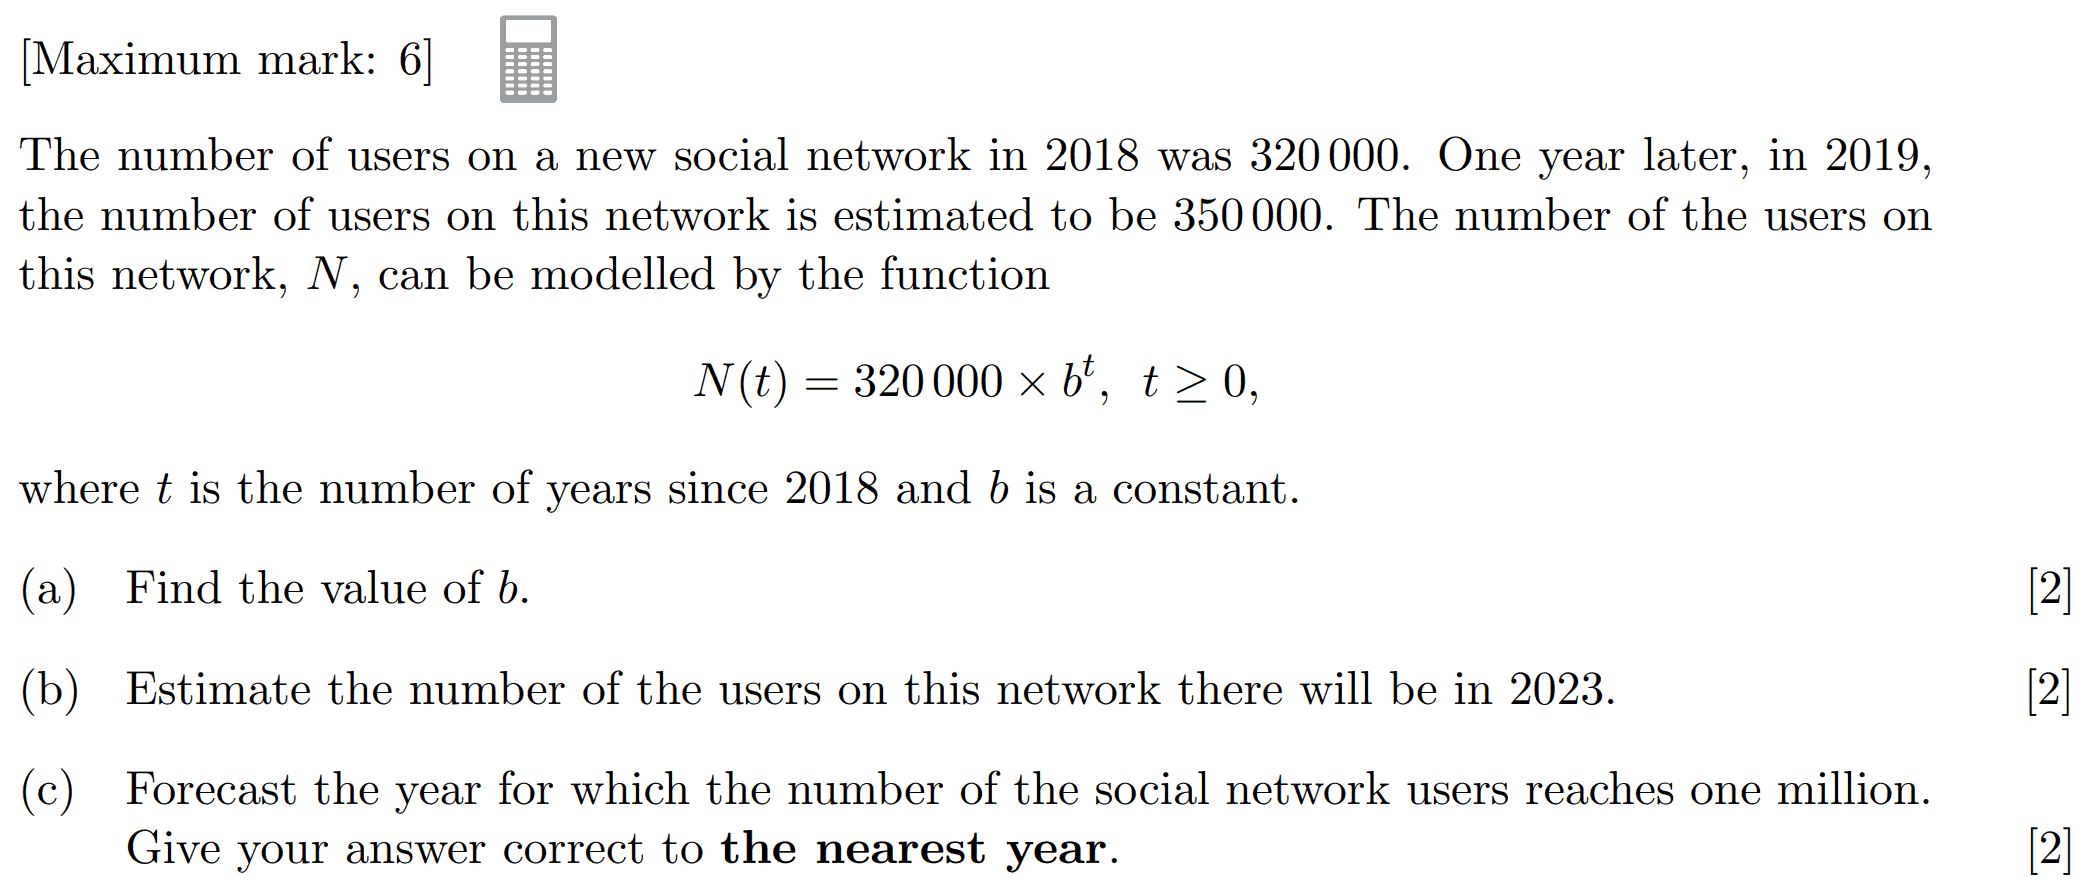 [Maximum mark: 6]
The number of users on a new social network in 2018 was 320 000. One year later, in 2019,
the number of users on this network is estimated to be 350 000. The number of the users on
this network, N, can be modelled by the function
N(t) = 320 000 × b^t, t ≥ 0,
where t is the number of years since 2018 and b is a constant.
(a) Find the value of b. [2]
(b) Estimate the number of the users on this network there will be in 2023. [2]
(c) Forecast the year for which the number of the social network users reaches one million.
Give your answer correct to the nearest year. [2]